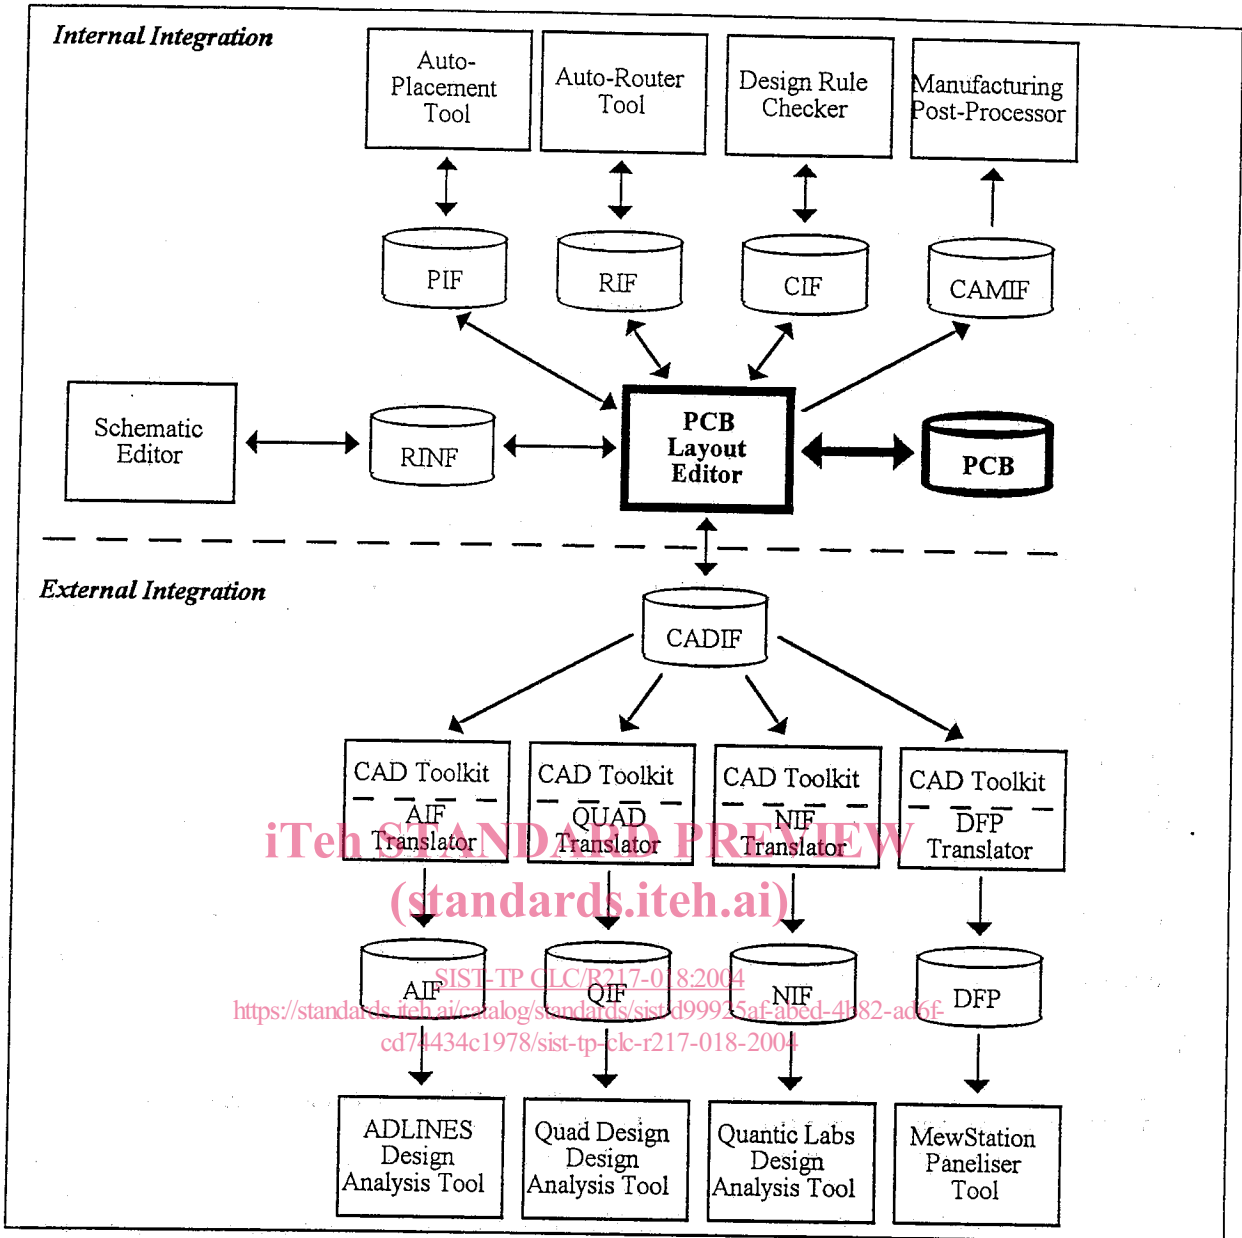 Internal Integration
Auto-
Placement
Tool
Auto-Router
Tool
Design Rule
Checker
Manufacturing
Post-Processor
PIF
RIF
CIF
CAMIF
Schematic
Editor
RINF
PCB
Layout
Editor
PCB
External Integration
CADIF
CAD Toolkit
AIF
Translator
CAD Toolkit
QUAD
Translator
CAD Toolkit
NIF
Translator
CAD Toolkit
DFP
Translator
iTeh STANDARD PREVIEW
(standards.iteh.ai)
AIF
QIF
NIF
DFP
SIST-TP CLC/R217-018:2004
https://standards.iteh.ai/catalog/standards/sist/d99925af-abed-4b82-ad6f-
cd74434c1978/sist-tp-clc-r217-018-2004
ADLINES
Design
Analysis Tool
Quad Design
Design
Analysis Tool
Quantic Labs
Design
Analysis Tool
MewStation
Paneliser
Tool